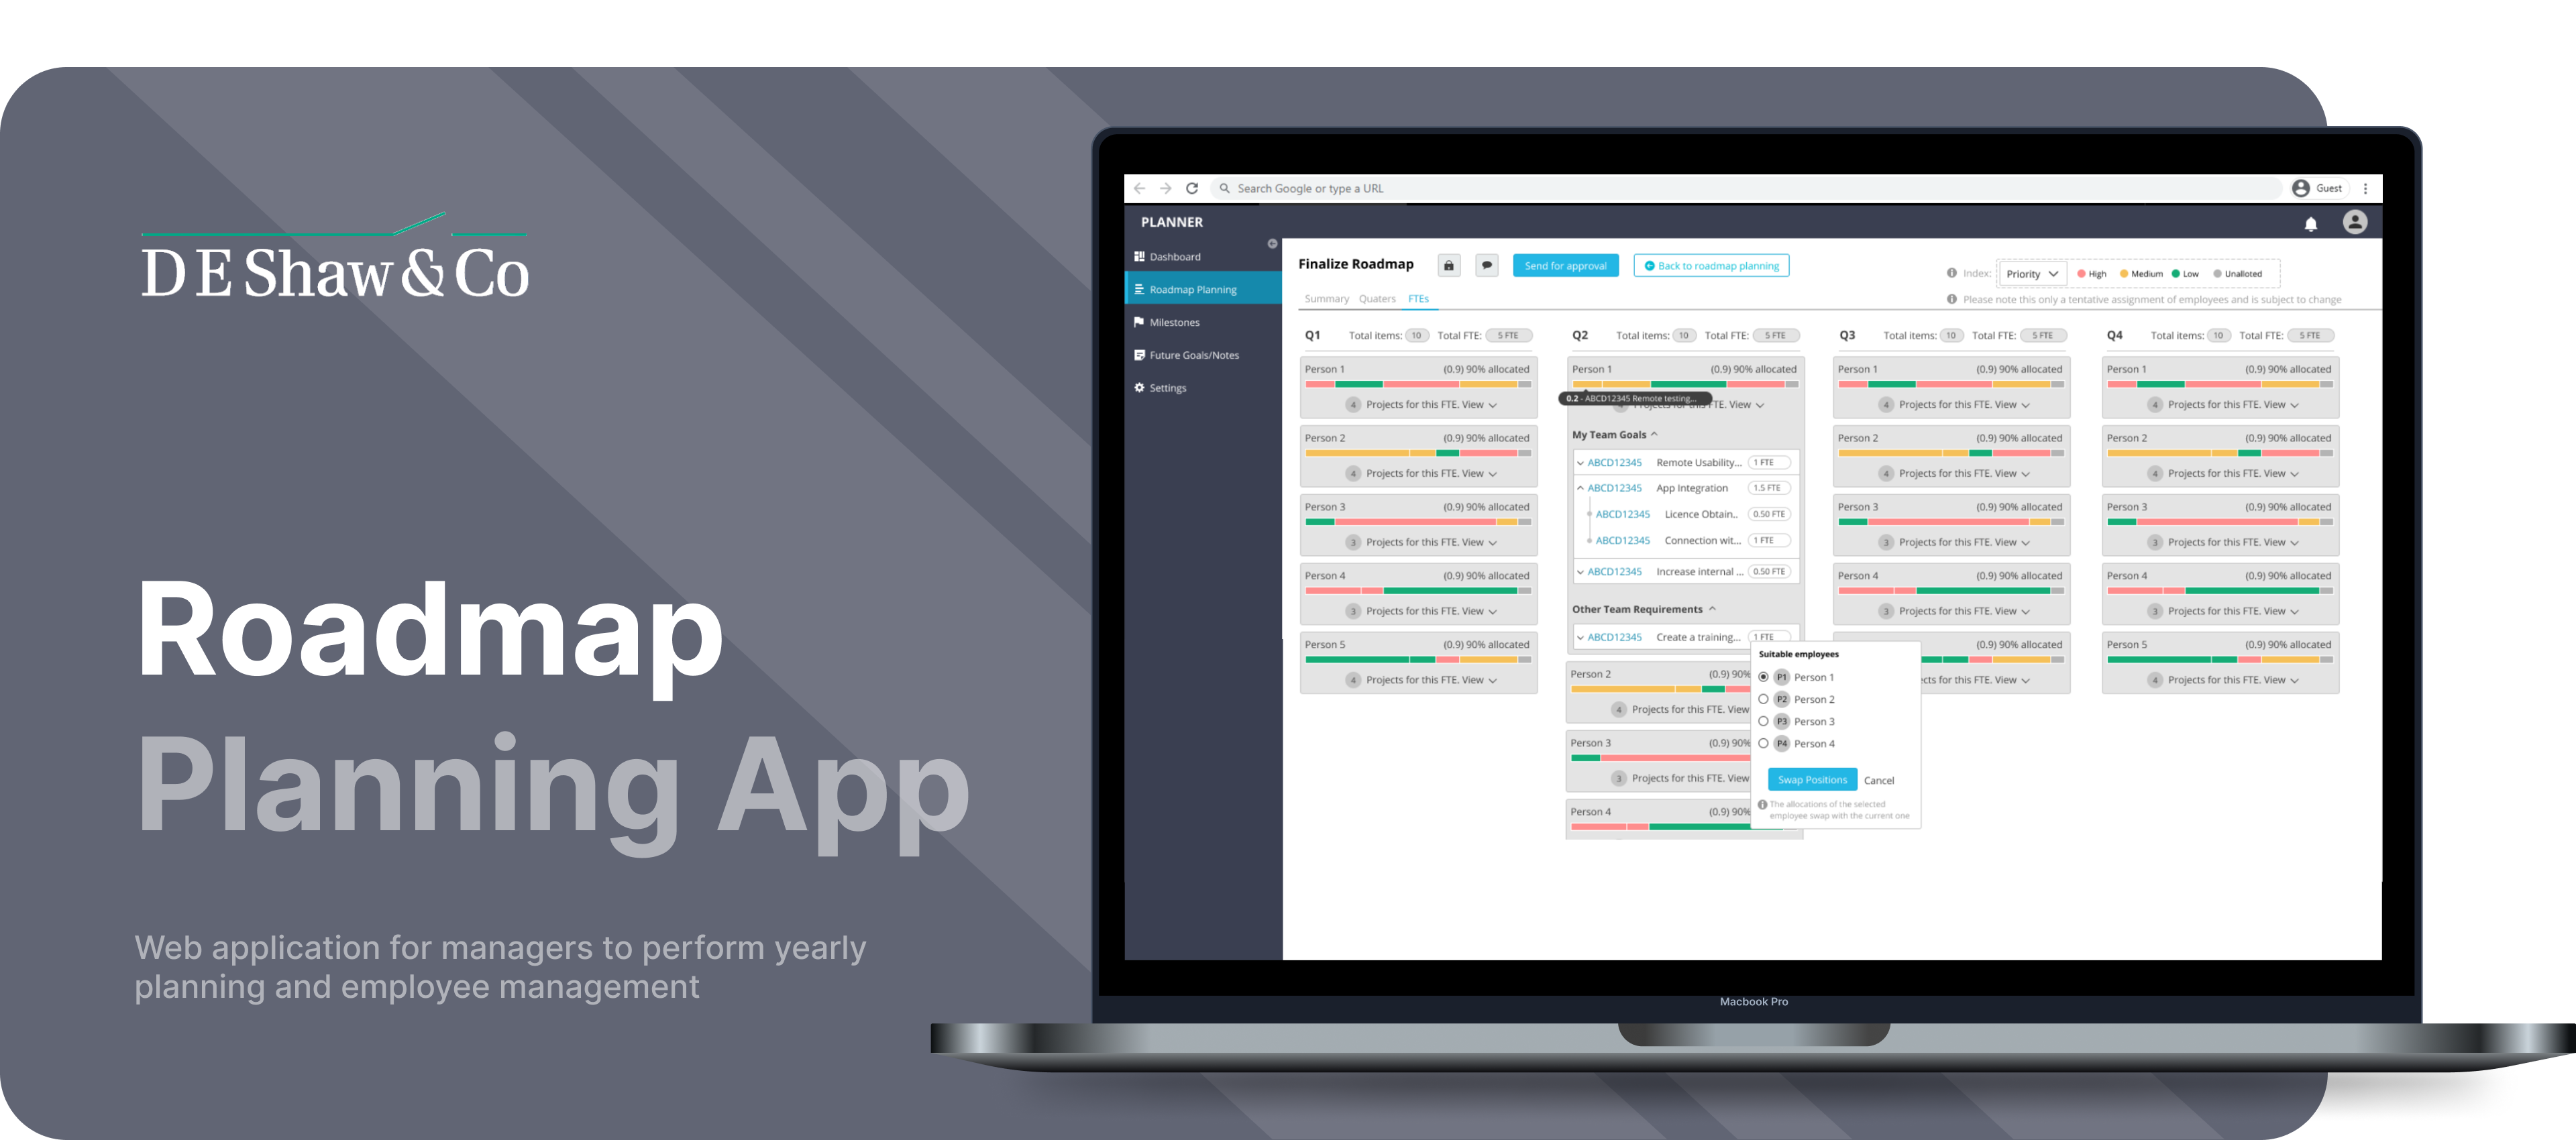 D E Shaw & Co
Roadmap
Planning App
Web application for managers to perform yearly
planning and employee management
Search Google or type a URL
Guest
PLANNER
Dashboard
Roadmap Planning
Milestones
Future Goals/Notes
Settings
Finalize Roadmap
Send for approval
Back to roadmap planning
Index: Priority High Medium Low Unalloted
Summary Quaters FTEs
Please note this only a tentative assignment of employees and is subject to change
Q1 Total items: 10 Total FTE: 5 FTE
Person 1 (0.9) 90% allocated
4 Projects for this FTE. View
Person 2 (0.9) 90% allocated
4 Projects for this FTE. View
Person 3 (0.9) 90% allocated
3 Projects for this FTE. View
Person 4 (0.9) 90% allocated
3 Projects for this FTE. View
Person 5 (0.9) 90% allocated
4 Projects for this FTE. View
Q2 Total items: 10 Total FTE: 5 FTE
Person 1 (0.9) 90% allocated
0.2 - ABCD12345 Remote testing...
Projects for this FTE. View
My Team Goals
ABCD12345 Remote Usability... 1 FTE
ABCD12345 App Integration 1.5 FTE
ABCD12345 Licence Obtain.. 0.50 FTE
ABCD12345 Connection wit... 1 FTE
ABCD12345 Increase internal ... 0.50 FTE
Other Team Requirements
ABCD12345 Create a training... 1 FTE
Person 2 (0.9) 90%
4 Projects for this FTE. View
Person 3 (0.9) 90%
3 Projects for this FTE. View
Person 4 (0.9) 90%
Suitable employees
P1 Person 1
P2 Person 2
P3 Person 3
P4 Person 4
Swap Positions Cancel
The allocations of the selected
employee swap with the current one
Q3 Total items: 10 Total FTE: 5 FTE
Person 1 (0.9) 90% allocated
4 Projects for this FTE. View
Person 2 (0.9) 90% allocated
4 Projects for this FTE. View
Person 3 (0.9) 90% allocated
3 Projects for this FTE. View
Person 4 (0.9) 90% allocated
3 Projects for this FTE. View
(0.9) 90% allocated
cts for this FTE. View
Q4 Total items: 10 Total FTE: 5 FTE
Person 1 (0.9) 90% allocated
4 Projects for this FTE. View
Person 2 (0.9) 90% allocated
4 Projects for this FTE. View
Person 3 (0.9) 90% allocated
3 Projects for this FTE. View
Person 4 (0.9) 90% allocated
3 Projects for this FTE. View
Person 5 (0.9) 90% allocated
4 Projects for this FTE. View
Macbook Pro